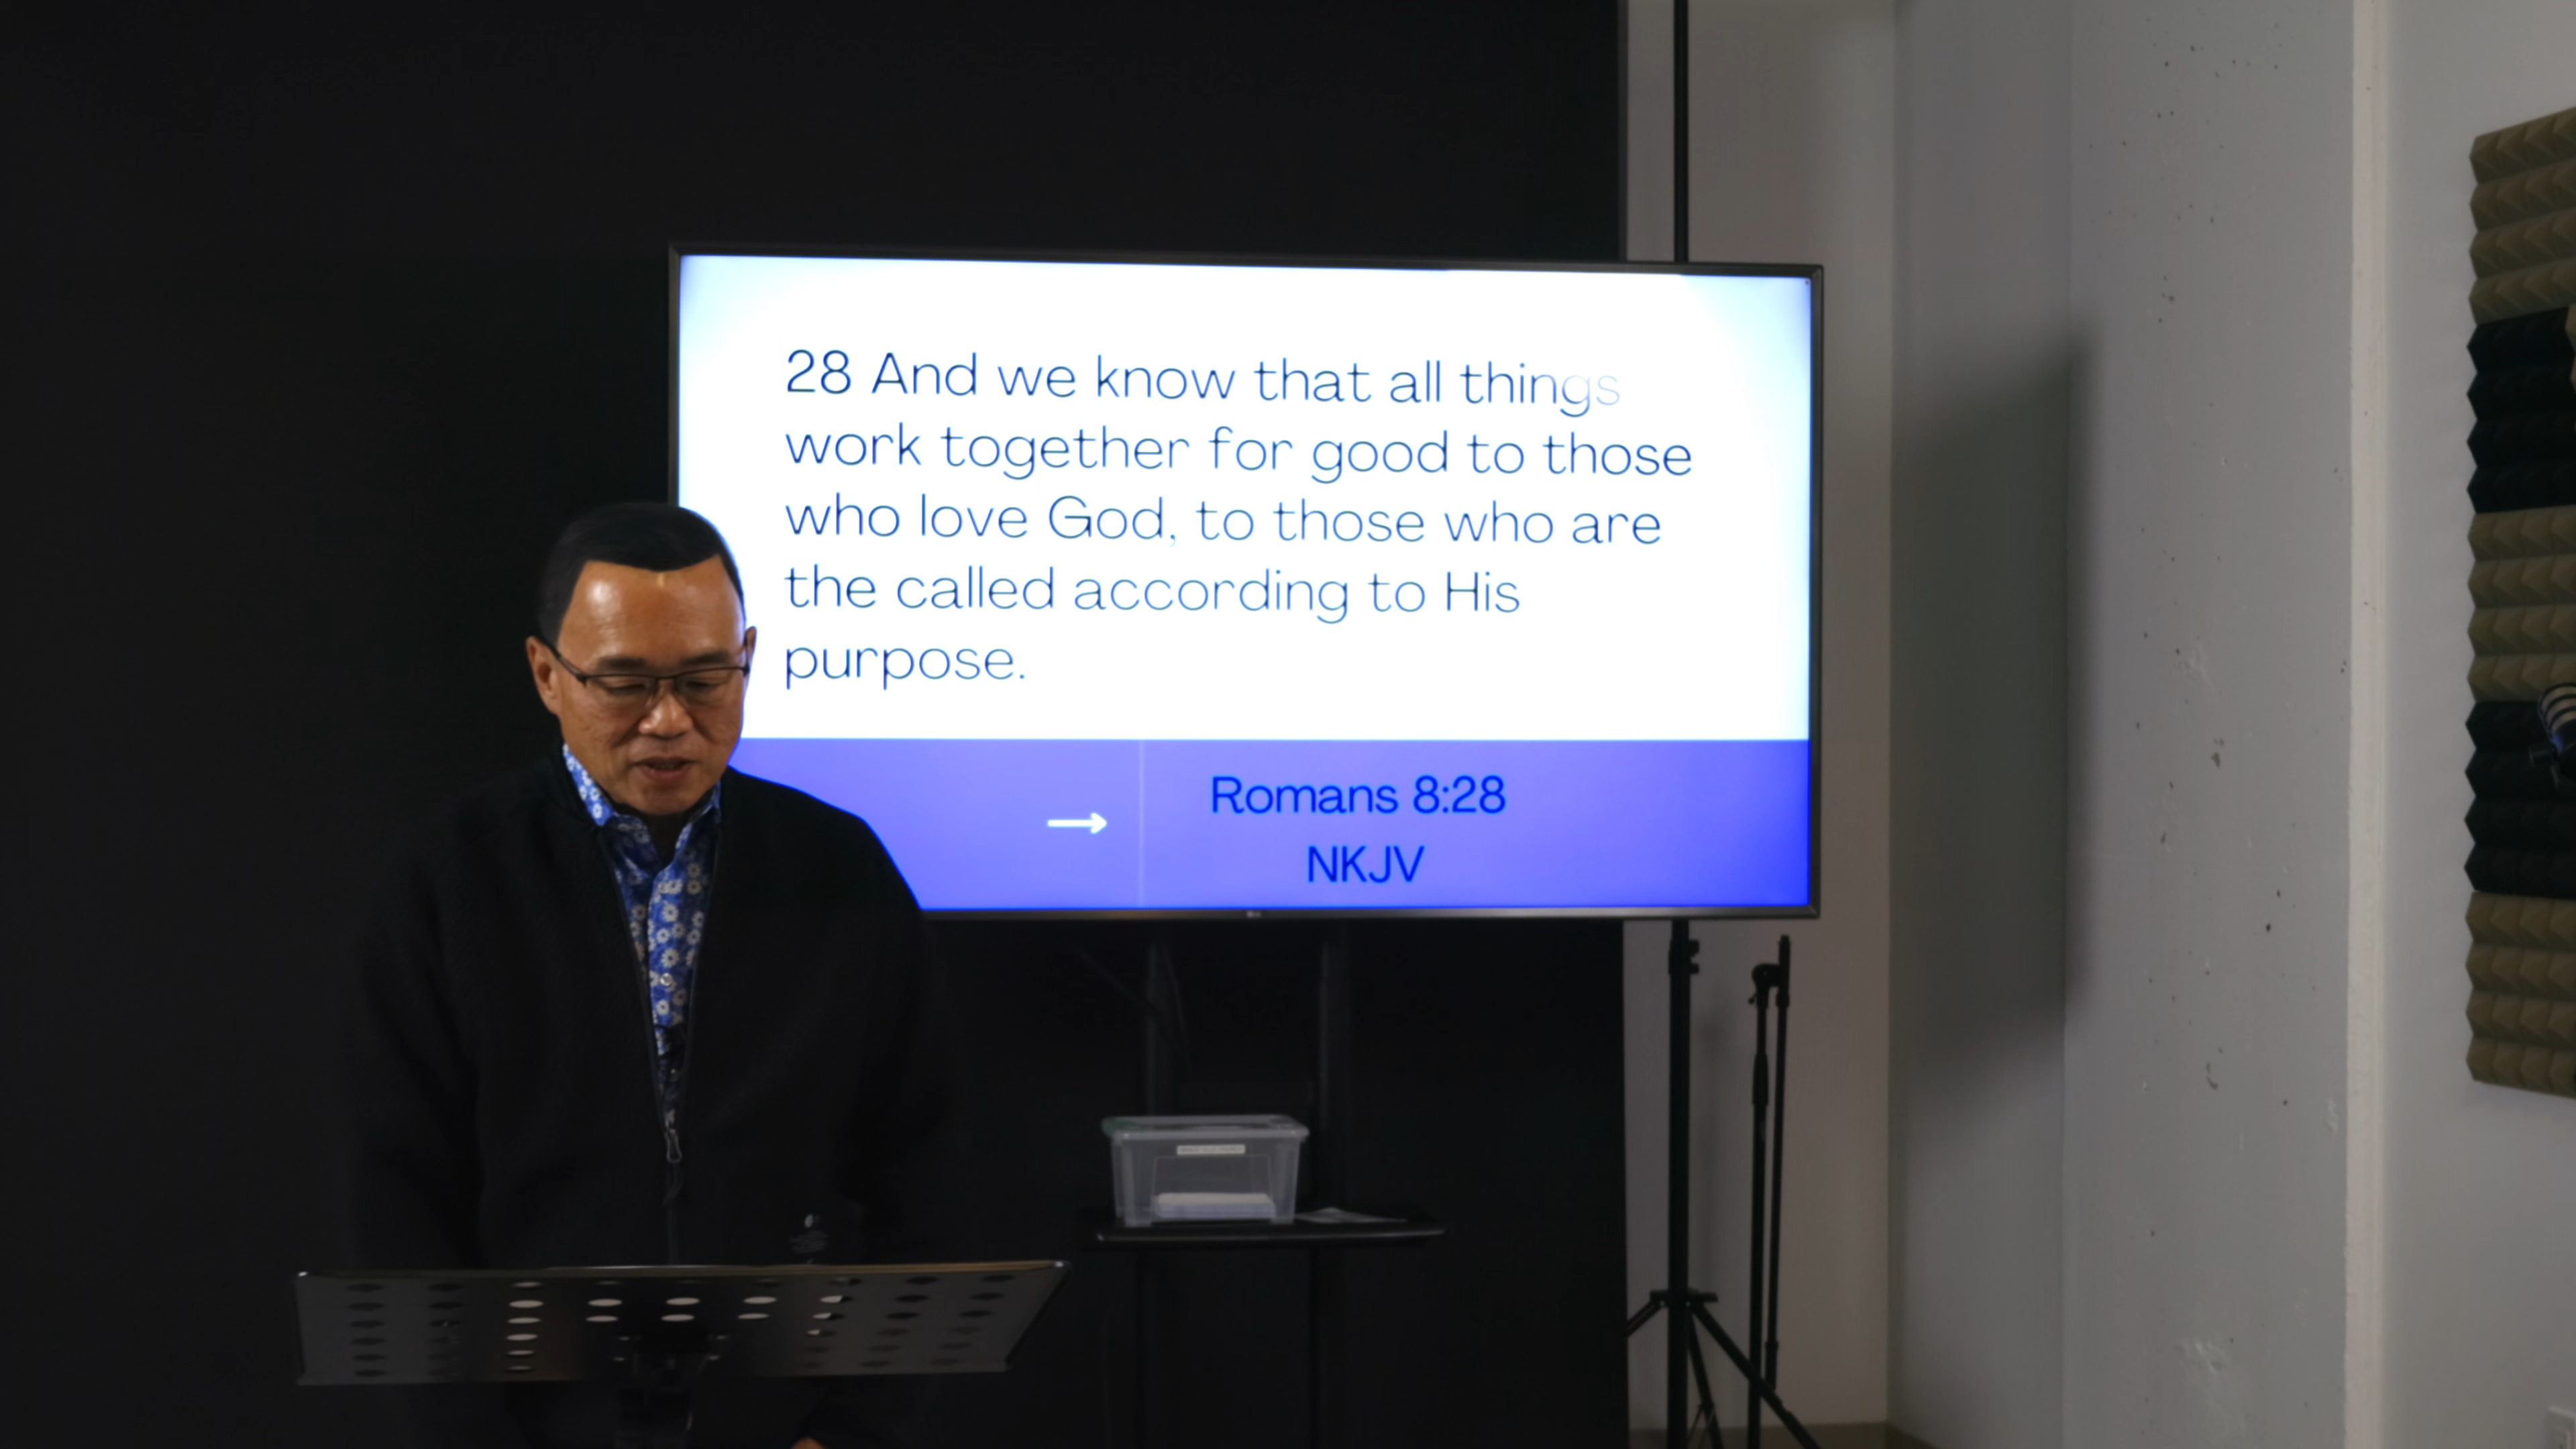 28 And we know that all things
work together for good to those
who love God, to those who are
the called according to His
purpose.
Romans 8:28
NKJV